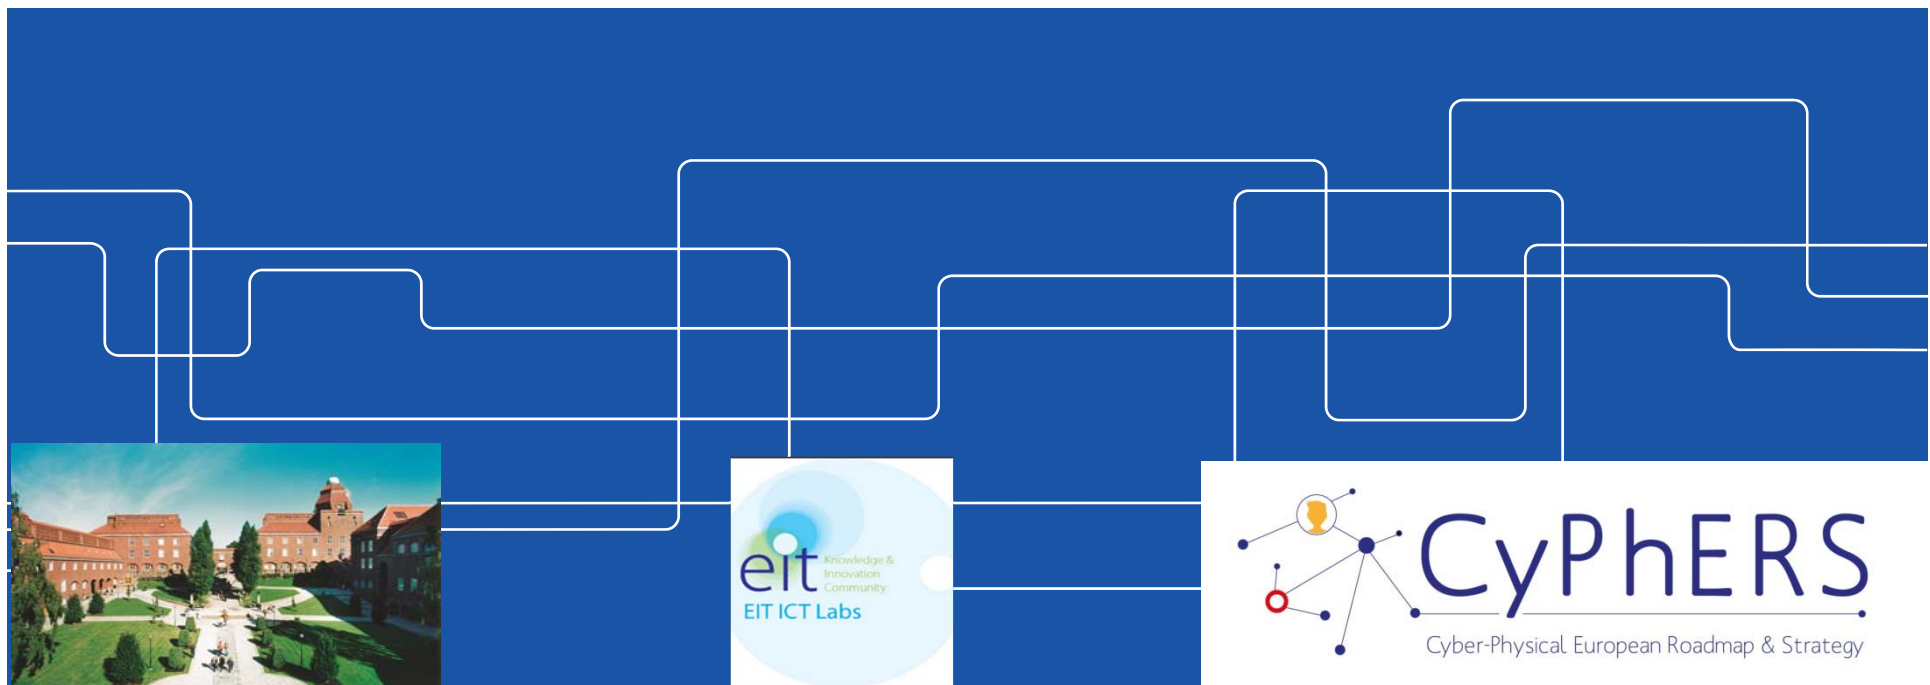 eit
Knowledge &
Innovation
Community
EIT ICT Labs
CyPhERS
Cyber-Physical European Roadmap & Strategy